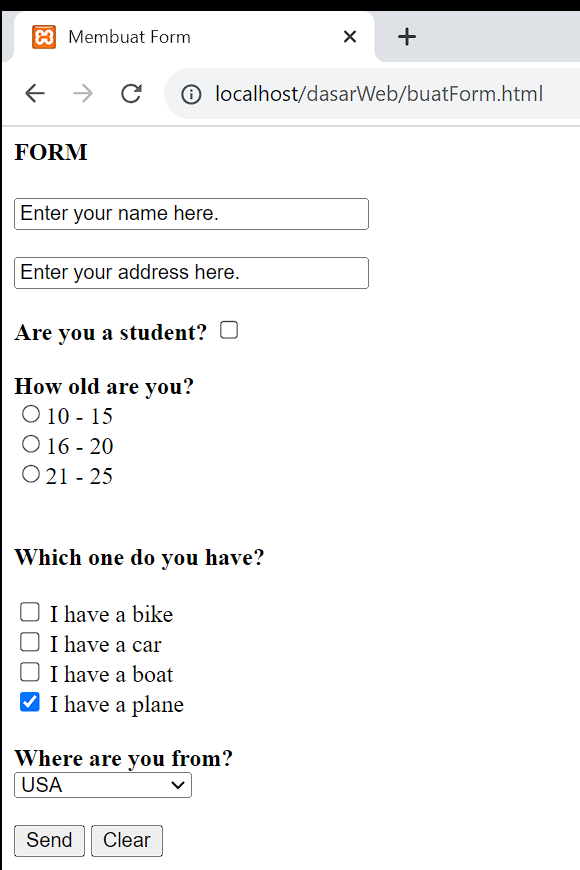 Membuat Form
localhost/dasarWeb/buatForm.html
FORM
Enter your name here.
Enter your address here.
Are you a student?
How old are you?
10 - 15
16 - 20
21 - 25
Which one do you have?
I have a bike
I have a car
I have a boat
I have a plane
Where are you from?
USA
Send Clear